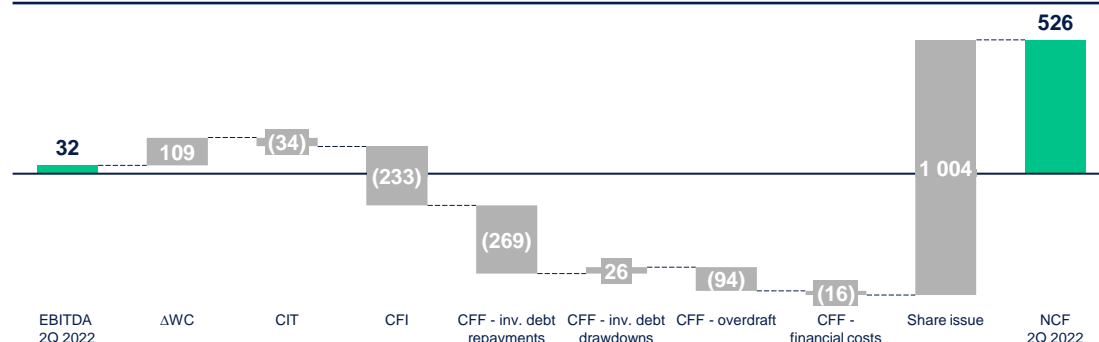 526
32
109
(34)
(233)
1 004
(269)
26
(94)
(16)
EBITDA
2Q 2022
ΔWC
CIT
CFI
CFF - inv. debt
repayments
CFF - inv. debt
drawdowns
CFF - overdraft
CFF -
financial costs
Share issue
NCF
2Q 2022